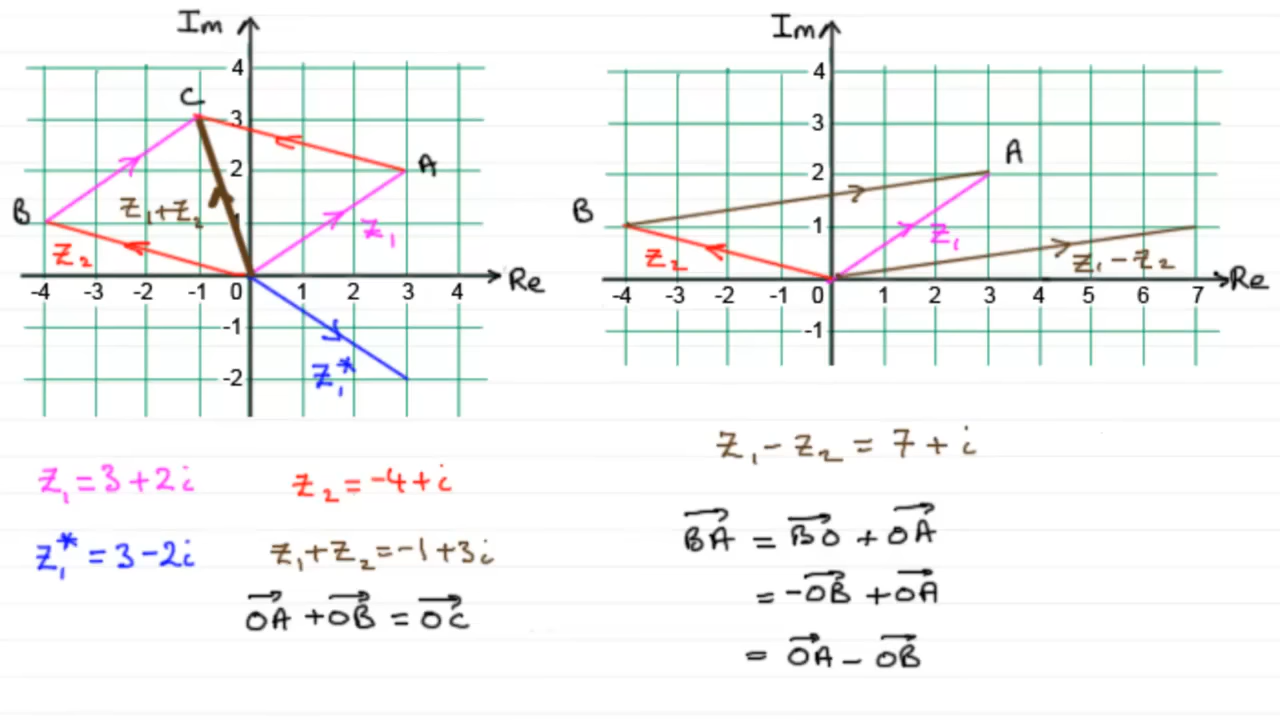 Im
4
C
3
2
A
B
z₁+z₂
1
z₁
z₂
Re
-4 -3 -2 -1 0 1 2 3 4
-1
z₁*
-2
z₁ = 3 + 2i
z₂ = -4 + i
z₁* = 3 - 2i
z₁ + z₂ = -1 + 3i
→OA + →OB = →OC
Im
4
3
A
2
B
1
z₁
z₂
z₁ - z₂
Re
-4 -3 -2 -1 0 1 2 3 4 5 6 7
-1
z₁ - z₂ = 7 + i
→BA = →BO + →OA
= -→OB + →OA
= →OA - →OB